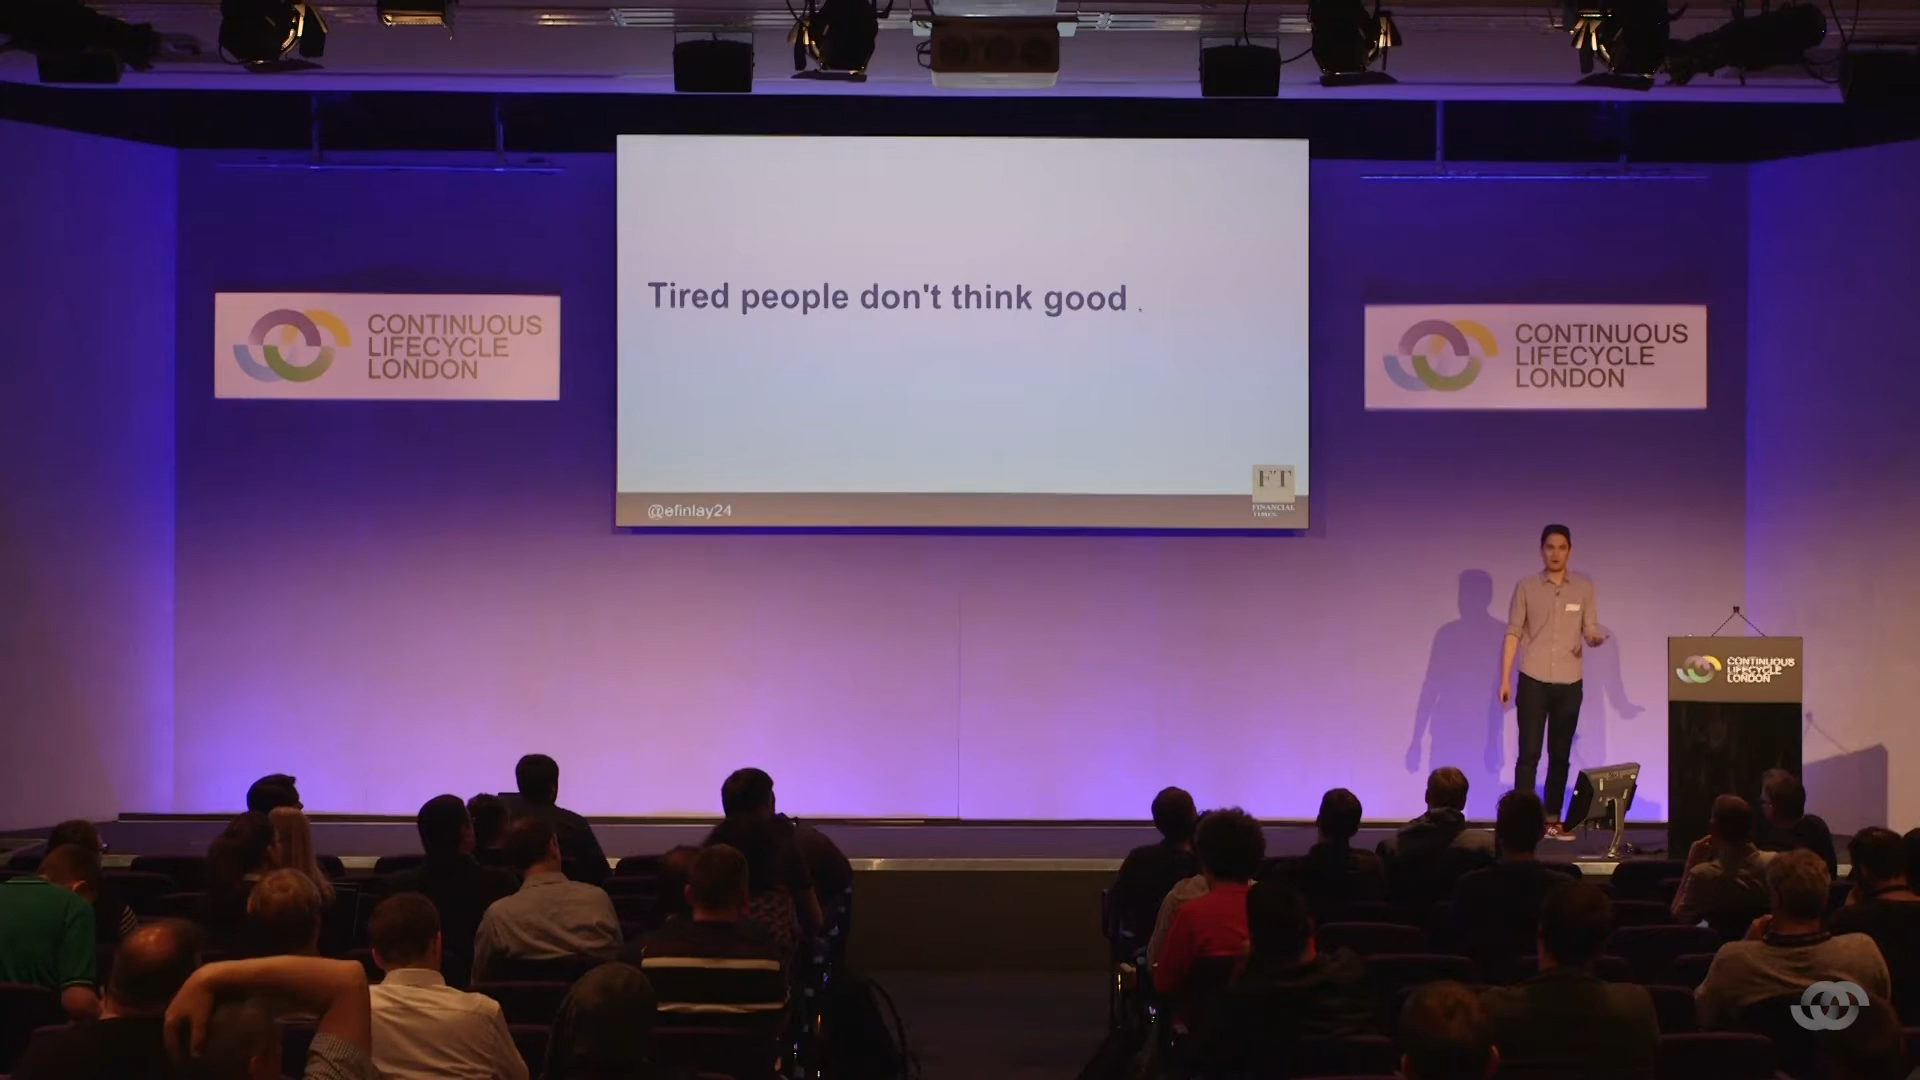 Tired people don't think good .
CONTINUOUS
LIFECYCLE
LONDON
CONTINUOUS
LIFECYCLE
LONDON
FT
FINANCIAL
TIMES
@efinlay24
CONTINUOUS
LIFECYCLE
LONDON